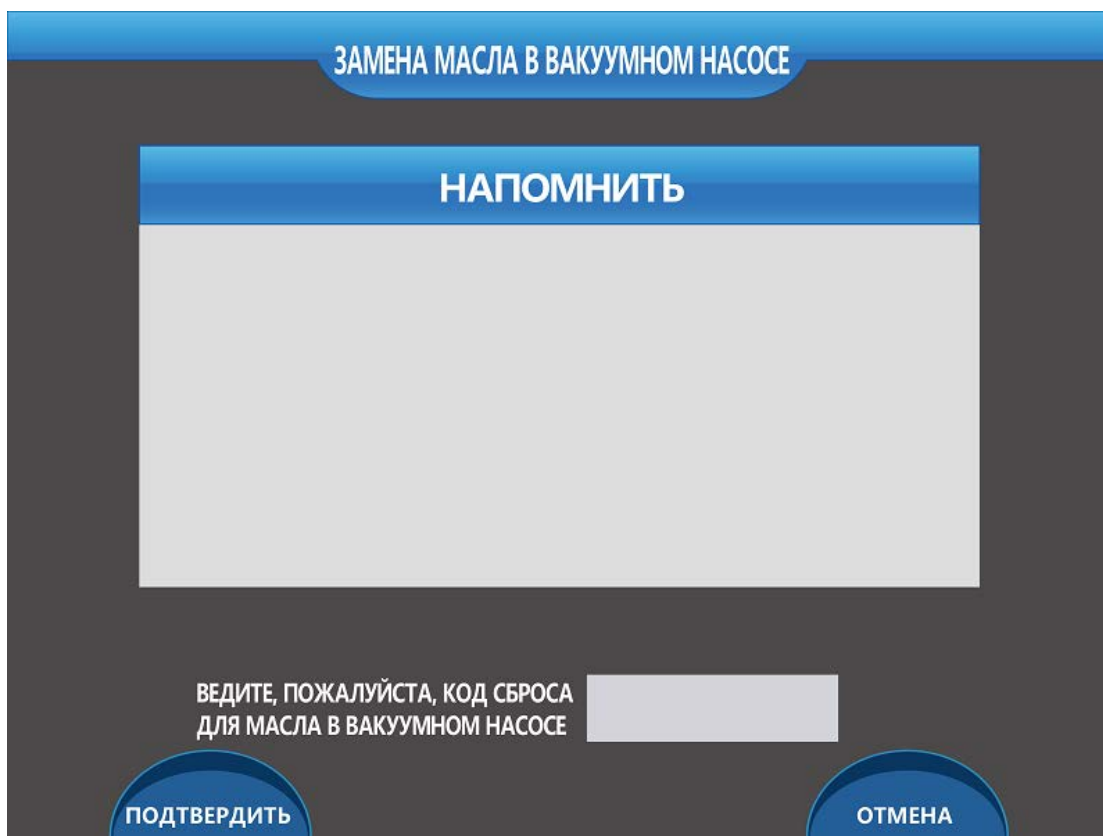 ЗАМЕНА МАСЛА В ВАКУУМНОМ НАСОСЕ
НАПОМНИТЬ
ВЕДИТЕ, ПОЖАЛУЙСТА, КОД СБРОСА
ДЛЯ МАСЛА В ВАКУУМНОМ НАСОСЕ
ПОДТВЕРДИТЬ
ОТМЕНА